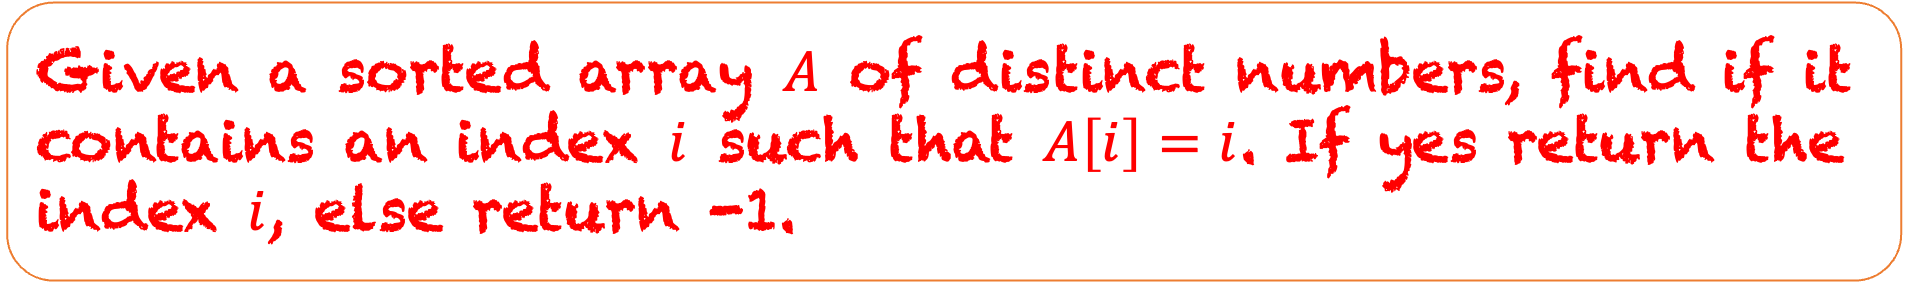 Given a sorted array A of distinct numbers, find if it
contains an index i such that A[i] = i. If yes return the
index i, else return -1.